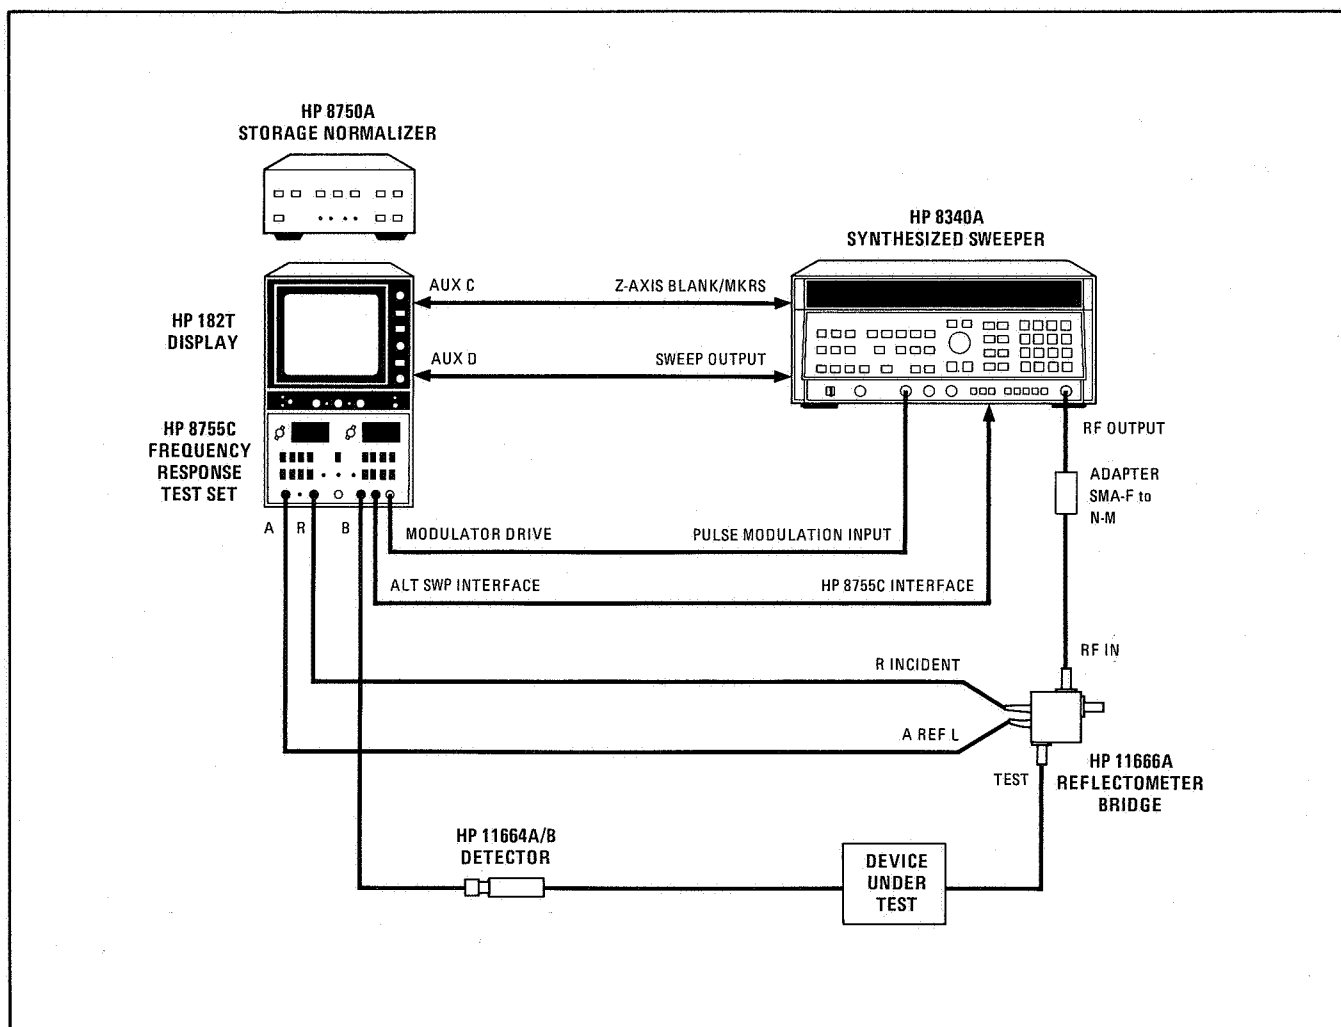 HP 8750A
STORAGE NORMALIZER
HP 8340A
SYNTHESIZED SWEEPER
AUX C
Z-AXIS BLANK/MKRS
HP 182T
DISPLAY
AUX D
SWEEP OUTPUT
HP 8755C
FREQUENCY
RESPONSE
TEST SET
RF OUTPUT
ADAPTER
SMA-F to
N-M
A
R
B
MODULATOR DRIVE
PULSE MODULATION INPUT
ALT SWP INTERFACE
HP 8755C INTERFACE
RF IN
R INCIDENT
A REF L
TEST
HP 11666A
REFLECTOMETER
BRIDGE
HP 11664A/B
DETECTOR
DEVICE
UNDER
TEST